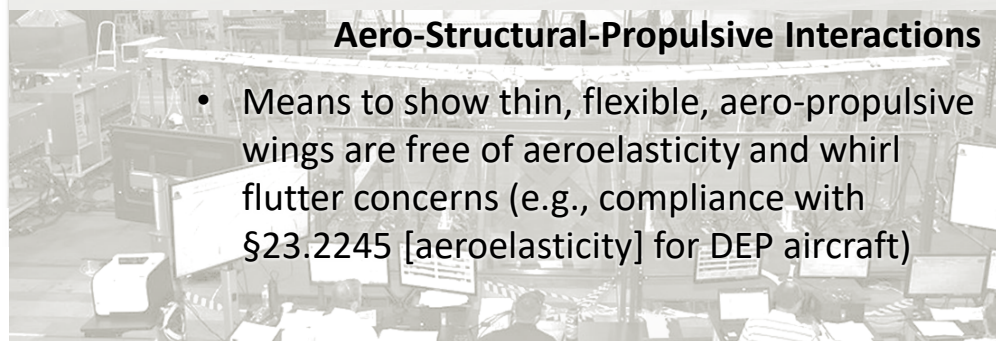 Aero-Structural-Propulsive Interactions
• Means to show thin, flexible, aero-propulsive
wings are free of aeroelasticity and whirl
flutter concerns (e.g., compliance with
§23.2245 [aeroelasticity] for DEP aircraft)